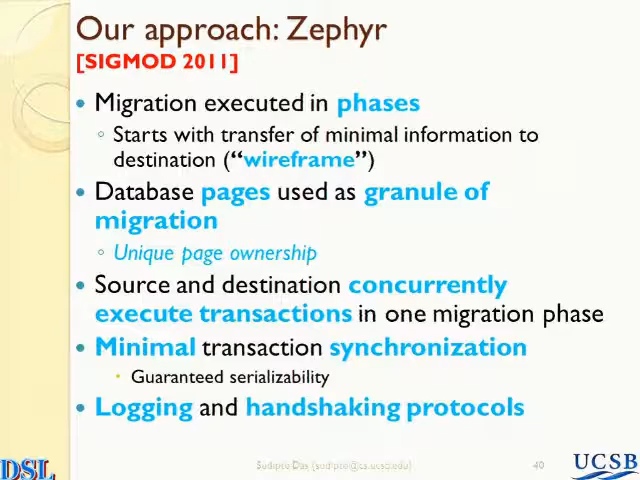 Our approach: Zephyr
[SIGMOD 2011]
• Migration executed in phases
◦ Starts with transfer of minimal information to
destination (“wireframe”)
• Database pages used as granule of
migration
◦ Unique page ownership
• Source and destination concurrently
execute transactions in one migration phase
• Minimal transaction synchronization
• Guaranteed serializability
• Logging and handshaking protocols
DSL
Sudipto Das {sudipto@cs.ucsb.edu}
40
UCSB